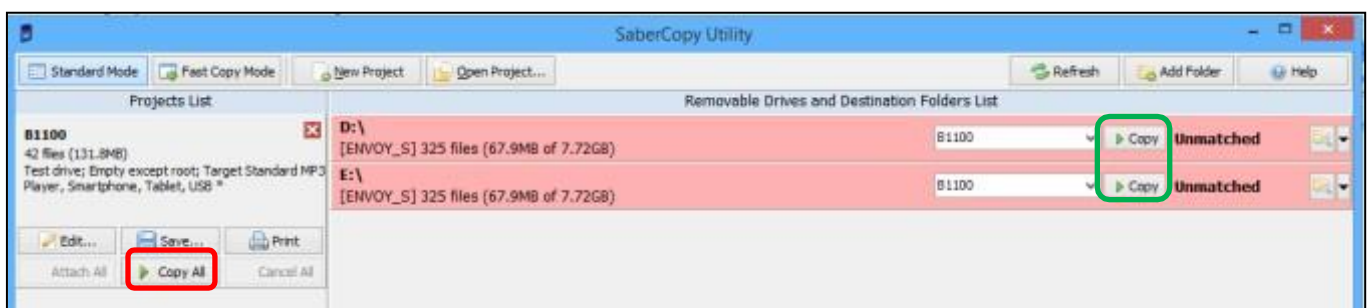 SaberCopy Utility
Standard Mode Fast Copy Mode New Project Open Project... Refresh Add Folder Help
Projects List Removable Drives and Destination Folders List
B1100
42 files (131.8MB)
Test drive; Empty except root; Target Standard MP3
Player, Smartphone, Tablet, USB *
Edit... Save... Print
Attach All Copy All Cancel All
D:\
[ENVOY_S] 325 files (67.9MB of 7.72GB) B1100 Copy Unmatched
E:\
[ENVOY_S] 325 files (67.9MB of 7.72GB) B1100 Copy Unmatched